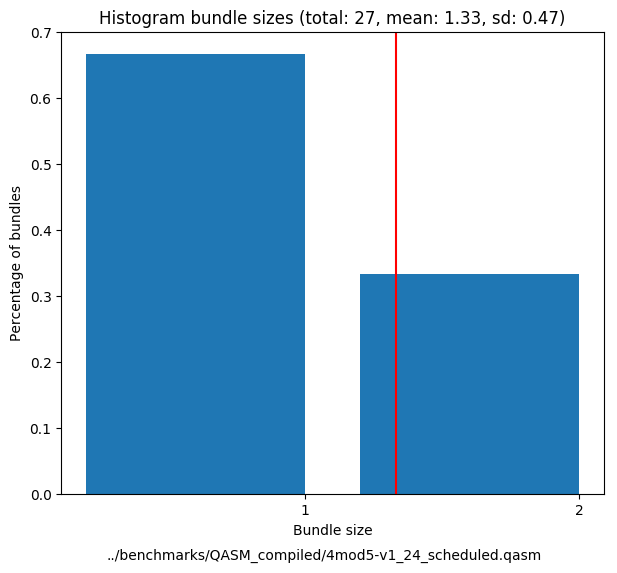 Histogram bundle sizes (total: 27, mean: 1.33, sd: 0.47)
0.7
0.6
0.5
0.4
0.3
0.2
0.1
0.0
Percentage of bundles
1
2
Bundle size
../benchmarks/QASM_compiled/4mod5-v1_24_scheduled.qasm